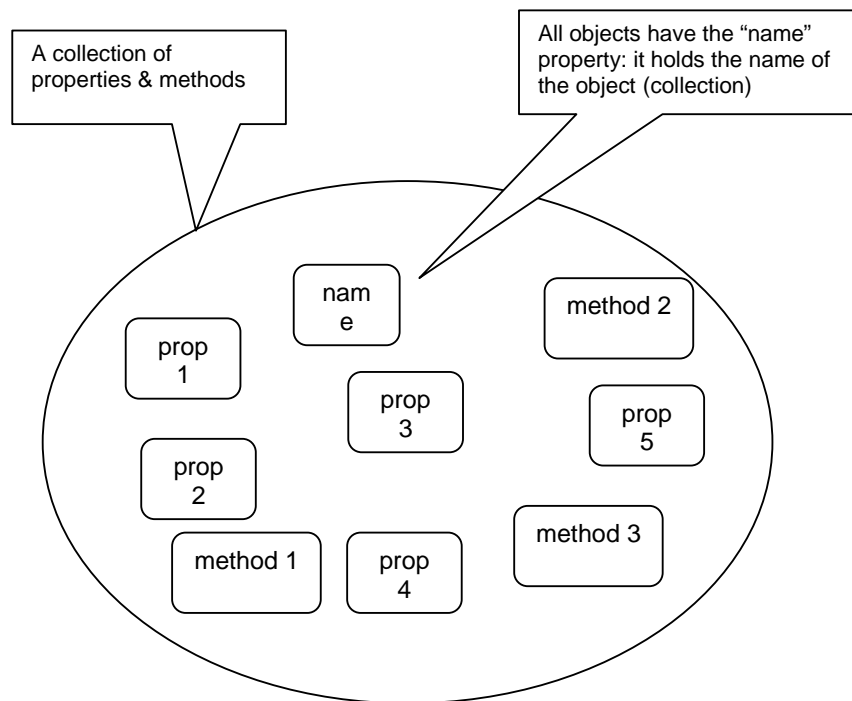 A collection of
properties & methods
All objects have the “name”
property: it holds the name of
the object (collection)
nam
e
method 2
prop
1
prop
3
prop
5
prop
2
method 1
prop
4
method 3